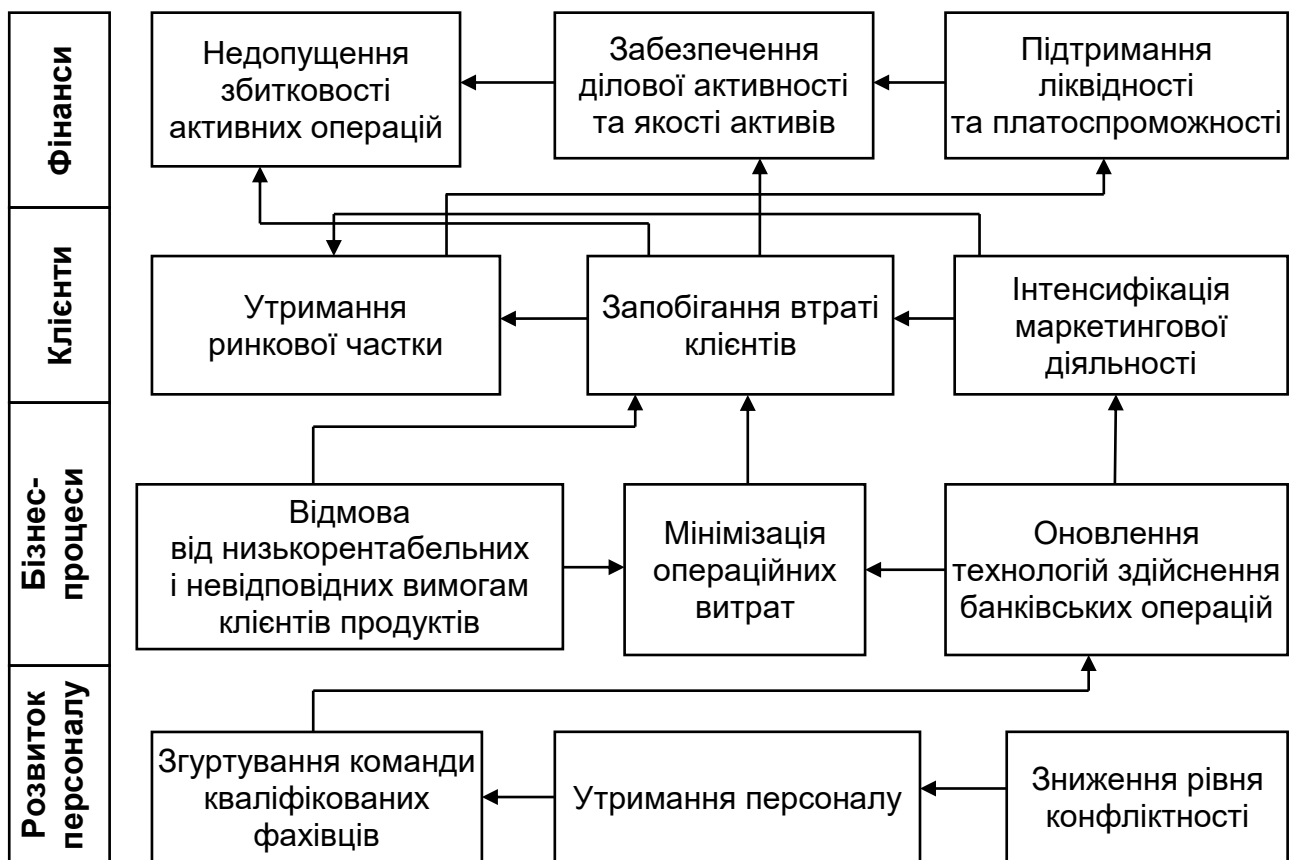 Фінанси
Недопущення
збитковості
активних операцій
Забезпечення
ділової активності
та якості активів
Підтримання
ліквідності
та платоспроможності
Клієнти
Утримання
ринкової частки
Запобігання втраті
клієнтів
Інтенсифікація
маркетингової
діяльності
Бізнес-
процеси
Відмова
від низькорентабельних
і невідповідних вимогам
клієнтів продуктів
Мінімізація
операційних
витрат
Оновлення
технологій здійснення
банківських операцій
Розвиток
персоналу
Згуртування команди
кваліфікованих
фахівців
Утримання персоналу
Зниження рівня
конфліктності